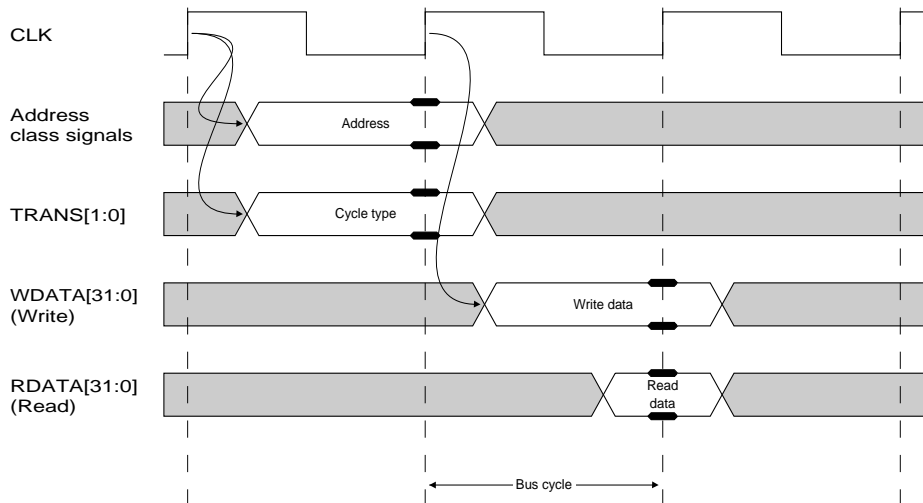 CLK
Address
class signals
Address
TRANS[1:0]
Cycle type
WDATA[31:0]
(Write)
Write data
RDATA[31:0]
(Read)
Read
data
Bus cycle